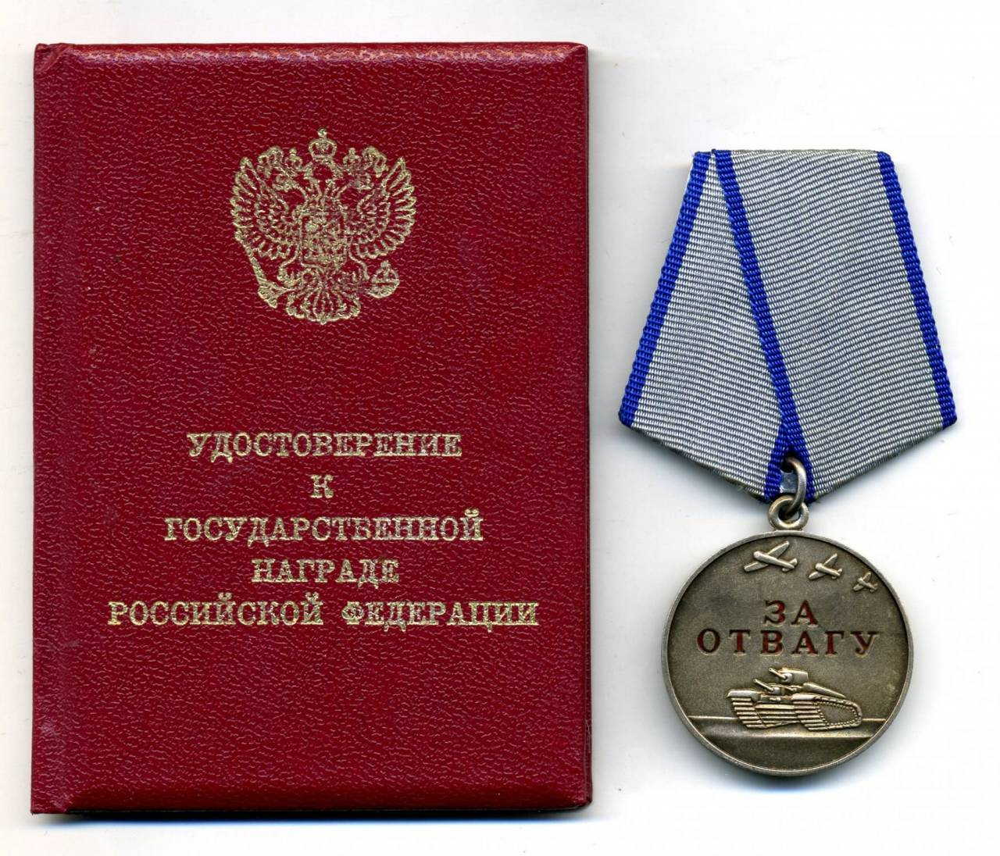 УДОСТОВЕРЕНИЕ
К
ГОСУДАРСТВЕННОЙ
НАГРАДЕ
РОССИЙСКОЙ ФЕДЕРАЦИИ
ЗА
ОТВАГУ